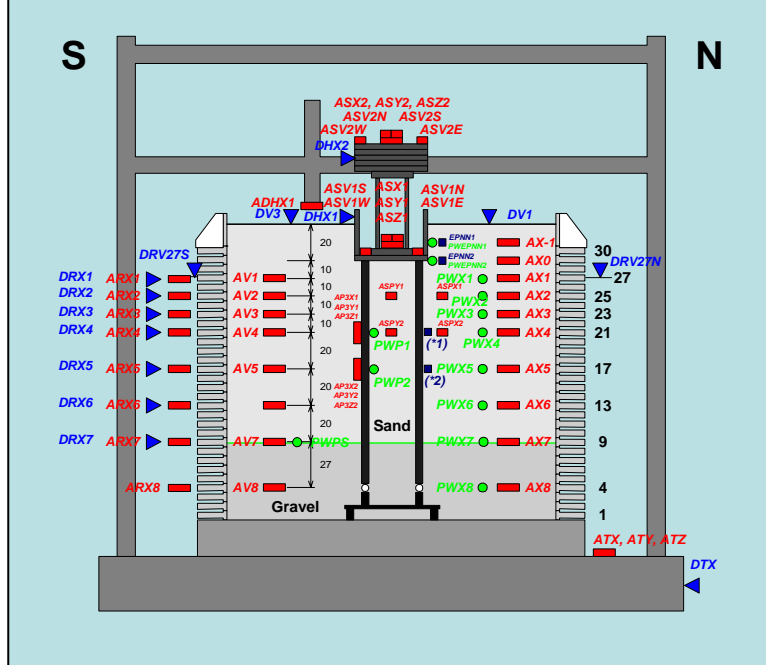 S N
ASX2, ASY2, ASZ2
ASV2N ASV2S
ASV2W ASV2E
DHX2
ASV1S ASX1 ASV1N
ADHX1 ASV1W ASY1 ASV1E
DV3 DHX1 ASZ1 DV1
20 EPNN1 AX-1
PWEPNN1
30
EPNN2 AX0
PWEPNN2
DRV27S 10 DRV27N
DRX1 ARX1 AV1 PWX1 AX1 27
10
DRX2 ARX2 AV2 AP3X1 ASPY1 ASPX1 PWX2 AX2 25
10 AP3Y1
DRX3 ARX3 AV3 AP3Z1 PWX3 AX3 23
10
DRX4 ARX4 AV4 ASPY2 ASPX2 AX4 21
PWP1 (*1) PWX4
20
DRX5 ARX5 AV5 PWP2 PWX5 AX5 17
(*2)
20 AP3X2
AP3Y2
DRX6 ARX6 AP3Z2 PWX6 AX6 13
20 Sand
DRX7 ARX7 AV7 PWPS PWX7 AX7 9
27
ARX8 AV8 PWX8 AX8 4
Gravel 1
ATX, ATY, ATZ
DTX